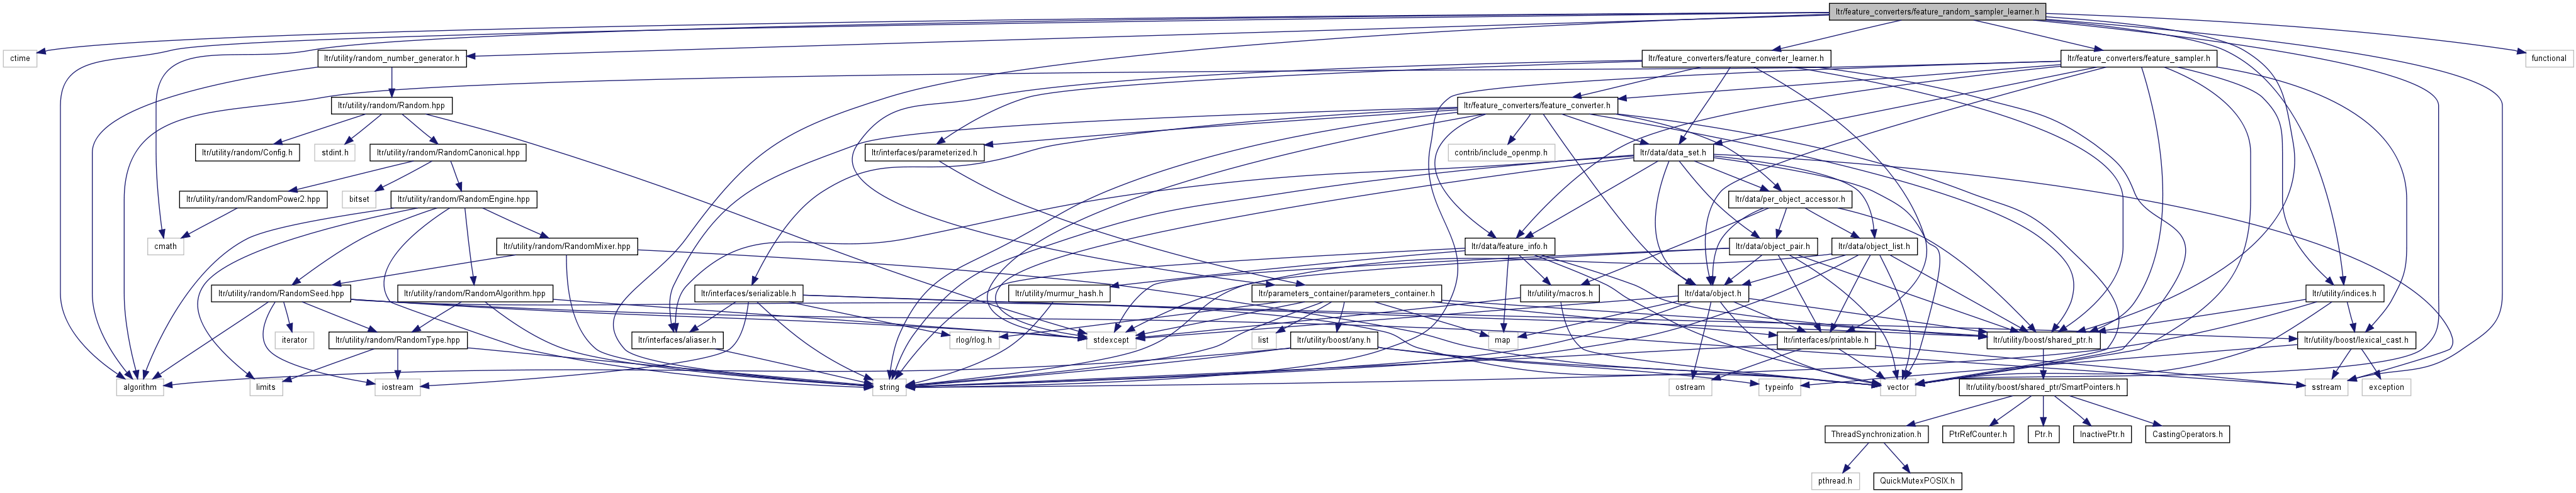 ltr/feature_converters/feature_random_sampler_learner.h
ctime
ltr/utility/random_number_generator.h
ltr/feature_converters/feature_converter_learner.h
ltr/feature_converters/feature_sampler.h
functional
ltr/utility/random/Random.hpp
ltr/feature_converters/feature_converter.h
ltr/utility/random/Config.h
stdint.h
ltr/utility/random/RandomCanonical.hpp
ltr/interfaces/parameterized.h
contrib/include_openmp.h
ltr/data/data_set.h
ltr/utility/random/RandomPower2.hpp
bitset
ltr/utility/random/RandomEngine.hpp
ltr/data/per_object_accessor.h
cmath
ltr/utility/random/RandomMixer.hpp
ltr/data/feature_info.h
ltr/data/object_pair.h
ltr/data/object_list.h
ltr/utility/random/RandomSeed.hpp
ltr/utility/random/RandomAlgorithm.hpp
ltr/interfaces/serializable.h
ltr/utility/murmur_hash.h
ltr/parameters_container/parameters_container.h
ltr/utility/macros.h
ltr/data/object.h
ltr/utility/indices.h
iterator
ltr/utility/random/RandomType.hpp
ltr/interfaces/aliaser.h
rlog/rlog.h
stdexcept
list
ltr/utility/boost/any.h
map
ltr/interfaces/printable.h
ltr/utility/boost/shared_ptr.h
ltr/utility/boost/lexical_cast.h
algorithm
limits
iostream
string
ostream
typeinfo
vector
ltr/utility/boost/shared_ptr/SmartPointers.h
sstream
exception
ThreadSynchronization.h
PtrRefCounter.h
Ptr.h
InactivePtr.h
CastingOperators.h
pthread.h
QuickMutexPOSIX.h